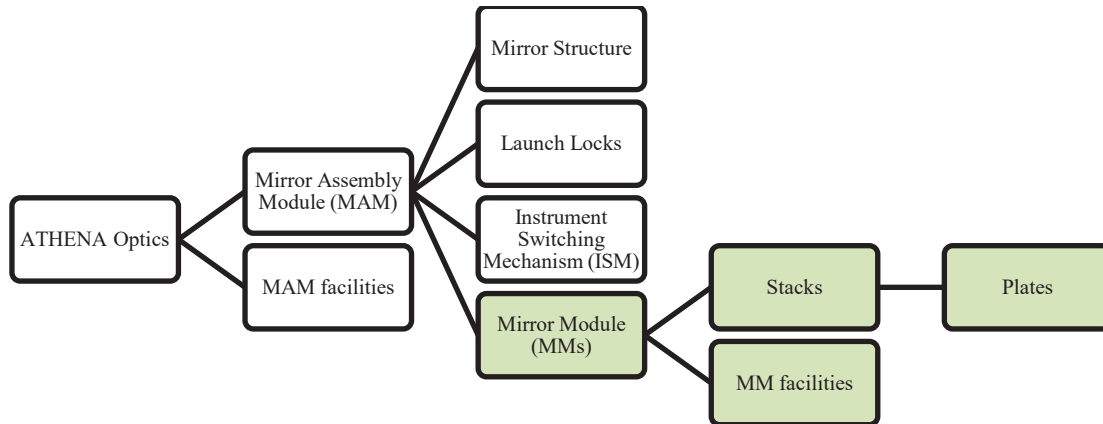 ATHENA Optics
Mirror Assembly
Module (MAM)
MAM facilities
Mirror Structure
Launch Locks
Instrument
Switching
Mechanism (ISM)
Mirror Module
(MMs)
Stacks
MM facilities
Plates